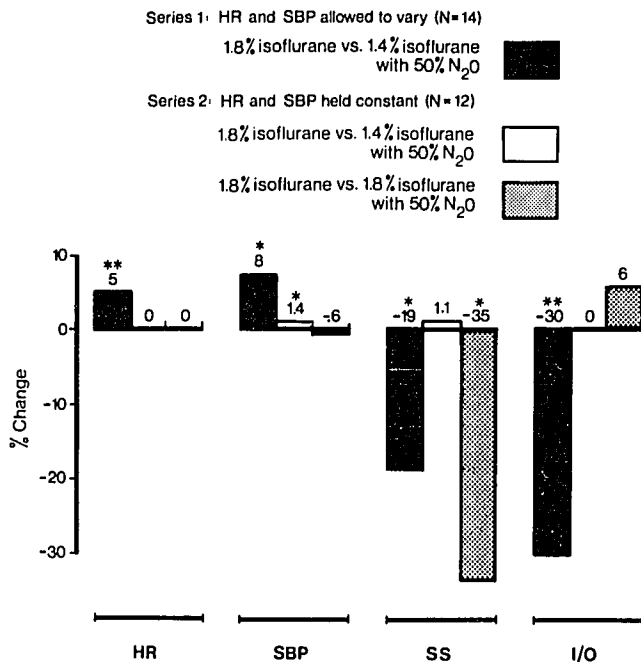 Series 1: HR and SBP allowed to vary (N=14)
1.8% isoflurane vs. 1.4% isoflurane
with 50% N₂O
Series 2: HR and SBP held constant (N=12)
1.8% isoflurane vs. 1.4% isoflurane
with 50% N₂O
1.8% isoflurane vs. 1.8% isoflurane
with 50% N₂O
% Change
10
0
-10
-20
-30
** 5
0
0
* 8
* 1.4
-.6
* -19
1.1
* -35
** -30
0
6
HR
SBP
SS
I/O